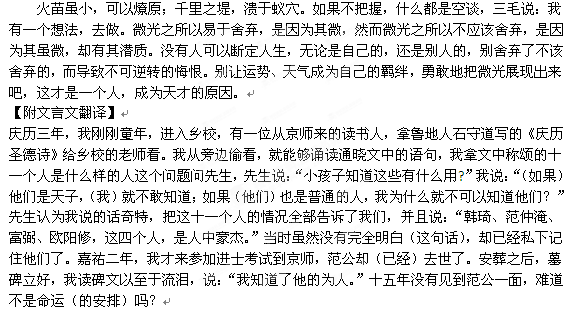 火苗虽小，可以燎原；千里之堤，溃于蚁穴。如果不把握，什么都是空谈，三毛说：我
有一个想法，去做。微光之所以易于舍弃，是因为其微，然而微光之所以不应该舍弃，是因
为其虽微，却有其潜质。没有人可以断定人生，无论是自己的，还是别人的，别舍弃了不该
舍弃的，而导致不可逆转的悔恨。别让运势、天气成为自己的羁绊，勇敢地把微光展现出来
吧，这才是一个人，成为天才的原因。
【附文言文翻译】
庆历三年，我刚刚童年，进入乡校，有一位从京师来的读书人，拿鲁地人石守道写的《庆历
圣德诗》给乡校的老师看。我从旁边偷看，就能够诵读通晓文中的语句，我拿文中称颂的十
一个人是什么样的人这个问题问先生，先生说：“小孩子知道这些有什么用?”我说：“（如果）
他们是天子，（我）就不敢知道；如果（他们）也是普通的人，我为什么就不可以知道他们？”
先生认为我说的话奇特，把这十一个人的情况全部告诉了我们，并且说：“韩琦、范仲淹、
富弼、欧阳修，这四个人，是人中豪杰。”当时虽然没有完全明白（这句话），却已经私下记
住他们了。嘉祐二年，我才来参加进士考试到京师，范公却（已经）去世了。安葬之后，墓
碑立好，我读碑文以至于流泪，说：“我知道了他的为人。”十五年没有见到范公一面，难道
不是命运（的安排）吗？